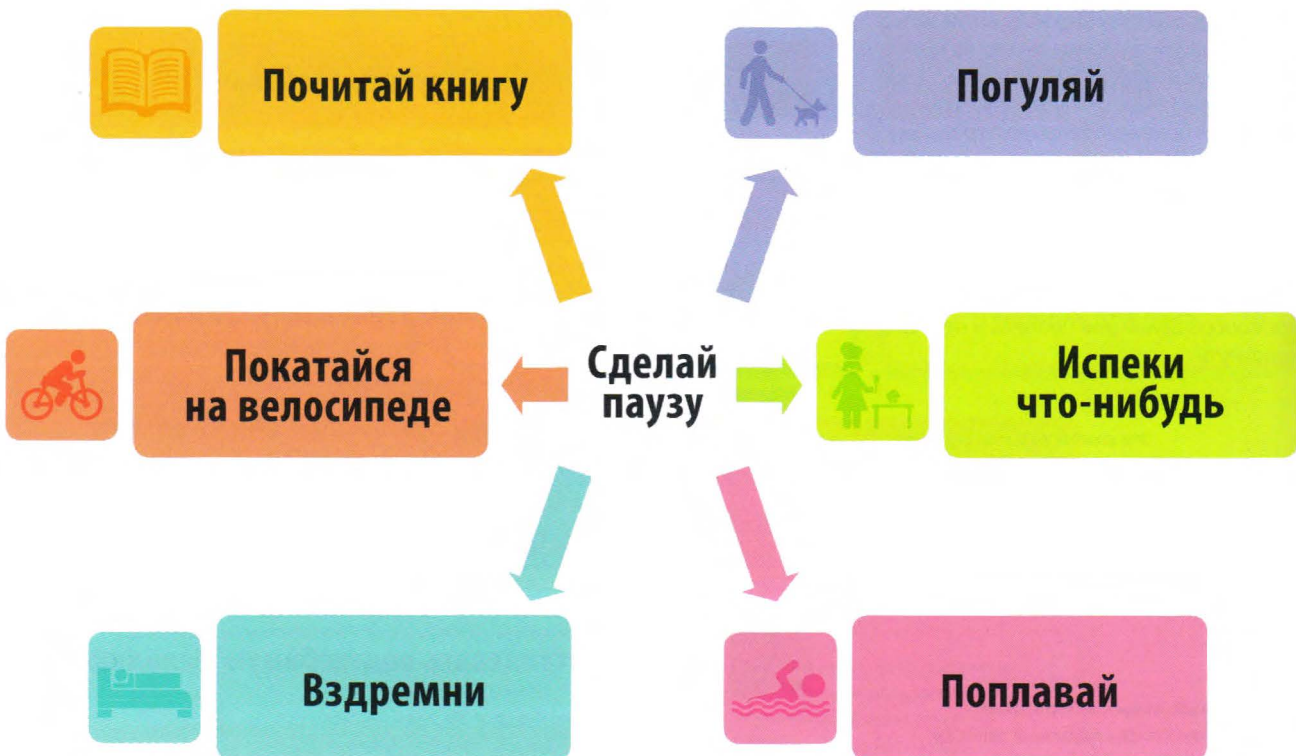 Почитай книгу
Погуляй
Покатайся
на велосипеде
Сделай
паузу
Испеки
что-нибудь
Вздремни
Поплавай